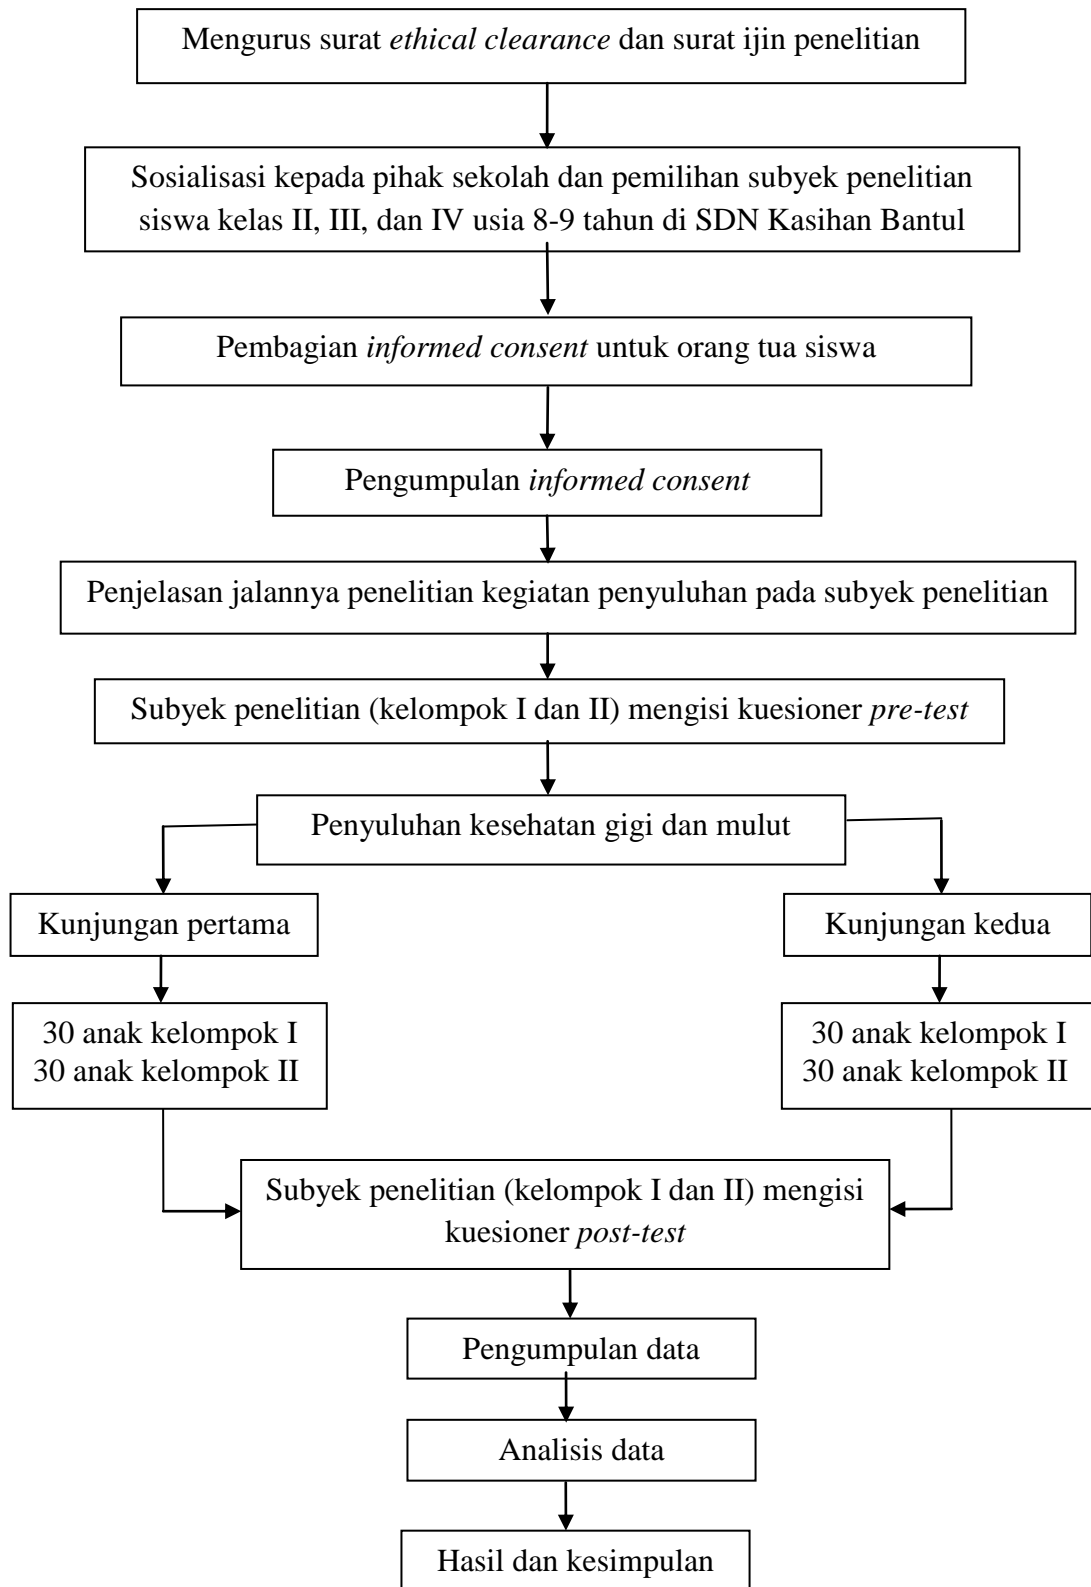 Mengurus surat ethical clearance dan surat ijin penelitian
Sosialisasi kepada pihak sekolah dan pemilihan subyek penelitian
siswa kelas II, III, dan IV usia 8-9 tahun di SDN Kasihan Bantul
Pembagian informed consent untuk orang tua siswa
Pengumpulan informed consent
Penjelasan jalannya penelitian kegiatan penyuluhan pada subyek penelitian
Subyek penelitian (kelompok I dan II) mengisi kuesioner pre-test
Penyuluhan kesehatan gigi dan mulut
Kunjungan pertama
Kunjungan kedua
30 anak kelompok I
30 anak kelompok II
30 anak kelompok I
30 anak kelompok II
Subyek penelitian (kelompok I dan II) mengisi
kuesioner post-test
Pengumpulan data
Analisis data
Hasil dan kesimpulan